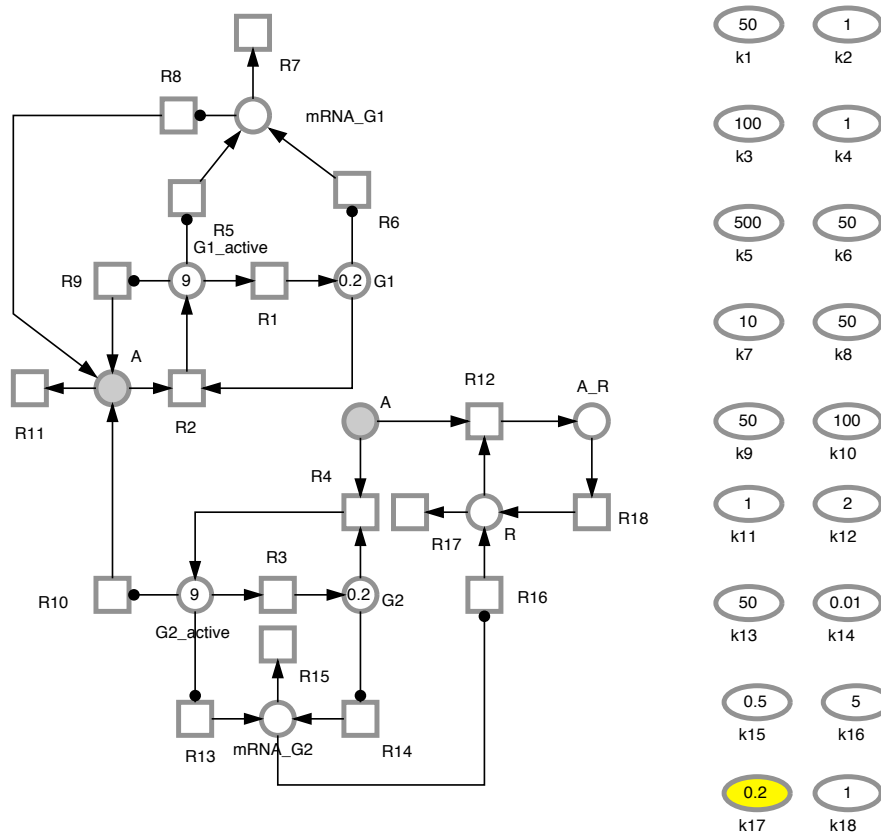 R7
R8
mRNA_G1
R5
R6
G1_active
R9
9
0.2
G1
R1
A
R11
R2
R12
A_R
A
R4
R17
R
R18
R3
R10
9
0.2
G2
R16
G2_active
R15
R13
mRNA_G2
R14
50
1
k1
k2
100
1
k3
k4
500
50
k5
k6
10
50
k7
k8
50
100
k9
k10
1
2
k11
k12
50
0.01
k13
k14
0.5
5
k15
k16
0.2
1
k17
k18